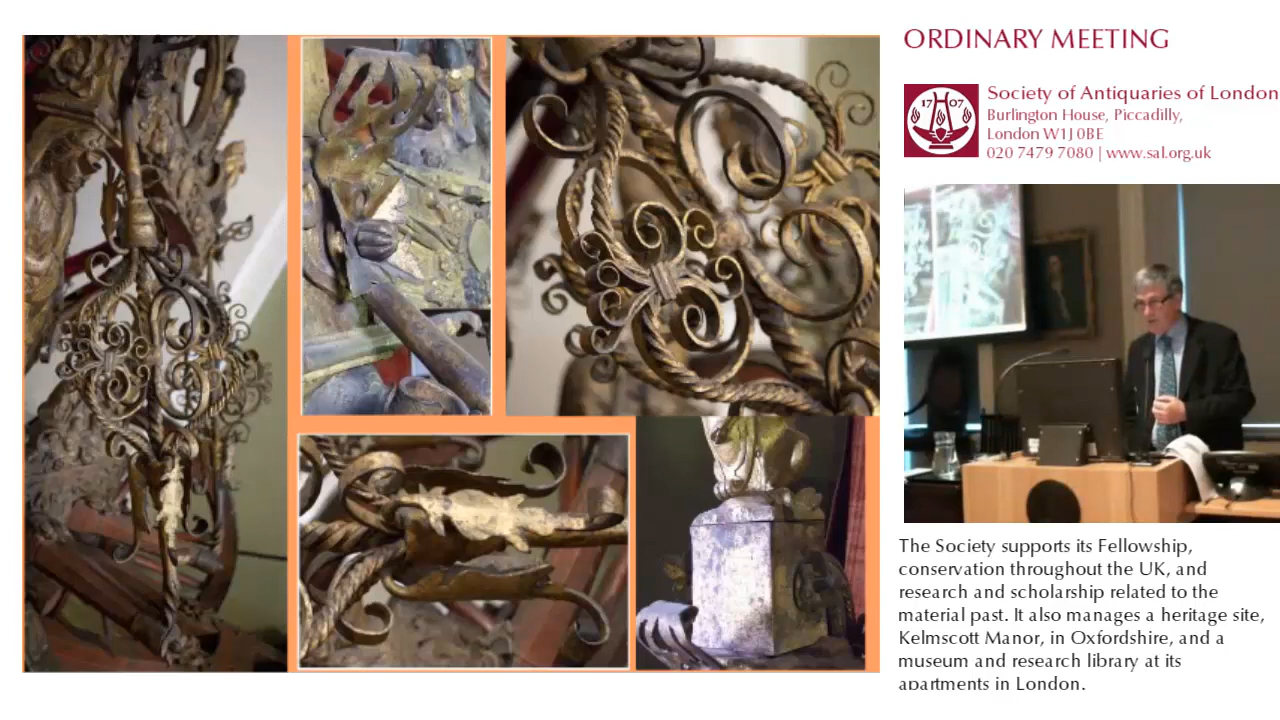 ORDINARY MEETING
17 07
Society of Antiquaries of London
Burlington House, Piccadilly,
London W1J 0BE
020 7479 7080 | www.sal.org.uk
The Society supports its Fellowship,
conservation throughout the UK, and
research and scholarship related to the
material past. It also manages a heritage site,
Kelmscott Manor, in Oxfordshire, and a
museum and research library at its
apartments in London.